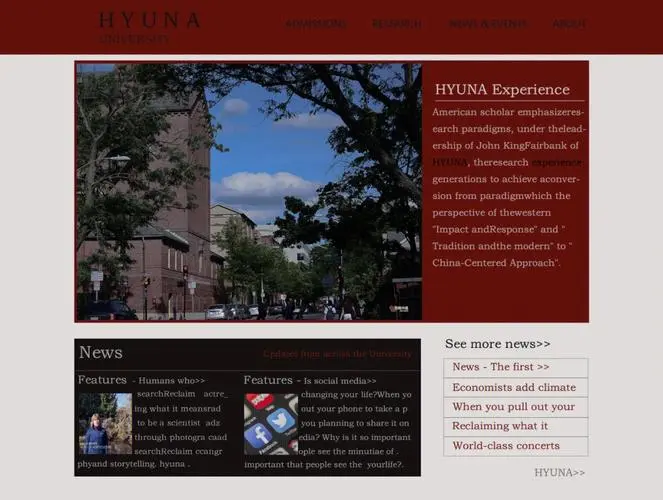 HYUNA
UNIVERSITY
ADMISSIONS RESEARCH NEWS & EVENTS ABOUT
HYUNA Experience
American scholar emphasizeres-
earch paradigms, under thelead-
ership of John KingFairbank of
HYUNA, theresearch experience
generations to achieve aconver-
sion from paradigmwhich the
perspective of thewestern
"Impact andResponse" and "
Tradition andthe modern" to "
China-Centered Approach".
News
Updates from across the University
Features - Humans who>>
searchReclaim actre_
ing what it meansrad
to be a scientist adz
through photogra caad
searchReclaim ccangr
phyand storytelling. hyuna .
Features - Is social media>>
changing your life?When yo
out your phone to take a p
you planning to share it on
edia? Why is it so important
ople see the minutiae of .
important that people see the yourlife?.
See more news>>
News - The first >>
Economists add climate
When you pull out your
Reclaiming what it
World-class concerts
HYUNA>>